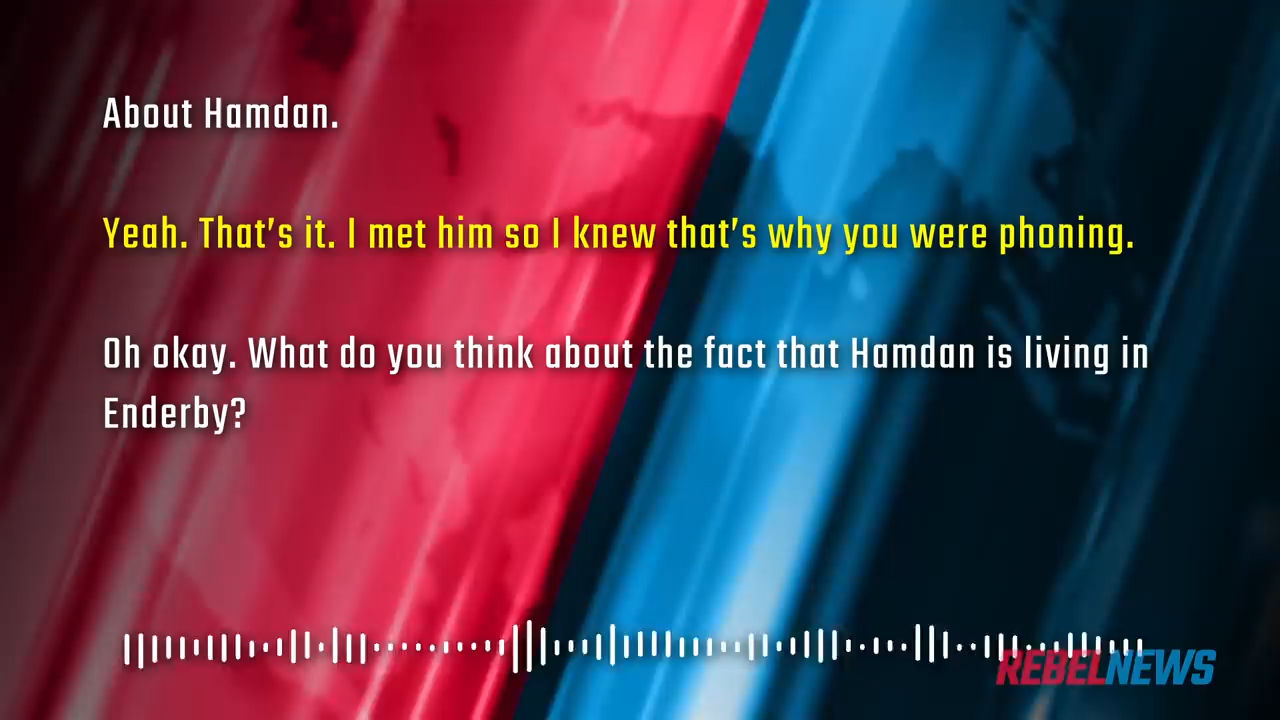 About Hamdan.
Yeah. That's it. I met him so I knew that's why you were phoning.
Oh okay. What do you think about the fact that Hamdan is living in
Enderby?
REBELNEWS